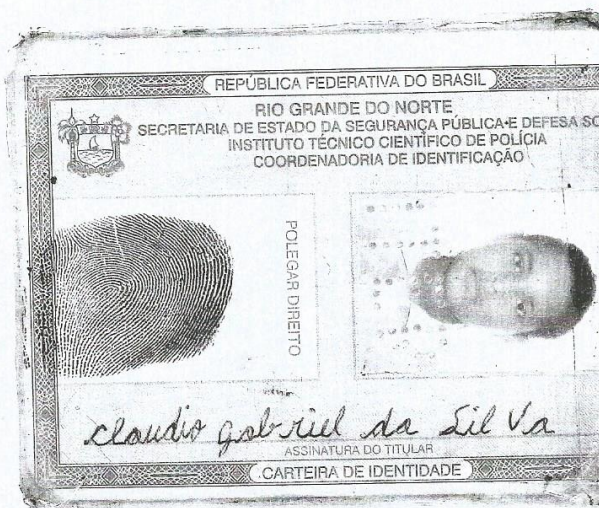 REPÚBLICA FEDERATIVA DO BRASIL
RIO GRANDE DO NORTE
SECRETARIA DE ESTADO DA SEGURANÇA PÚBLICA E DEFESA SO
INSTITUTO TÉCNICO CIENTÍFICO DE POLÍCIA
COORDENADORIA DE IDENTIFICAÇÃO
POLEGAR DIREITO
claudio gabriel da Silva
ASSINATURA DO TITULAR
CARTEIRA DE IDENTIDADE